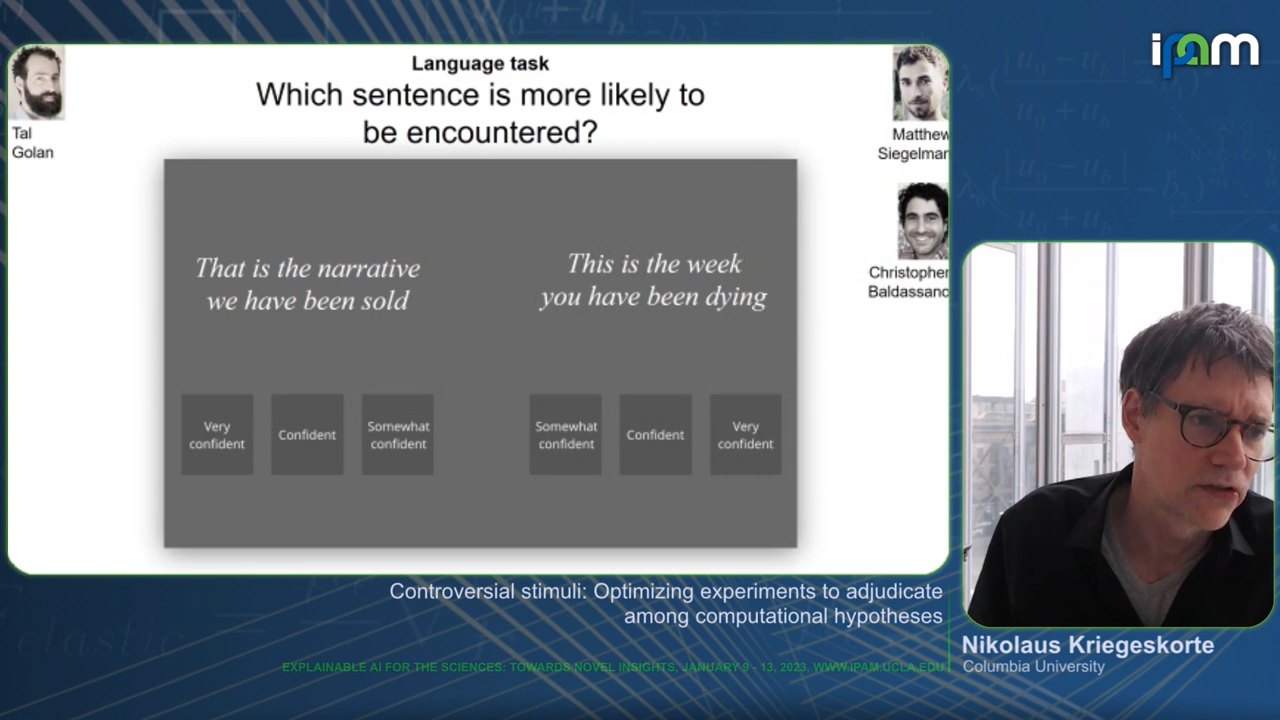 ipam
Language task
Which sentence is more likely to
be encountered?
Tal
Golan
Matthew
Siegelman
Christopher
Baldassano
That is the narrative
we have been sold
This is the week
you have been dying
Very
confident
Confident
Somewhat
confident
Somewhat
confident
Confident
Very
confident
Controversial stimuli: Optimizing experiments to adjudicate
among computational hypotheses
Nikolaus Kriegeskorte
Columbia University
EXPLAINABLE AI FOR THE SCIENCES: TOWARDS NOVEL INSIGHTS, JANUARY 9 - 13, 2023, WWW.IPAM.UCLA.EDU
elastic